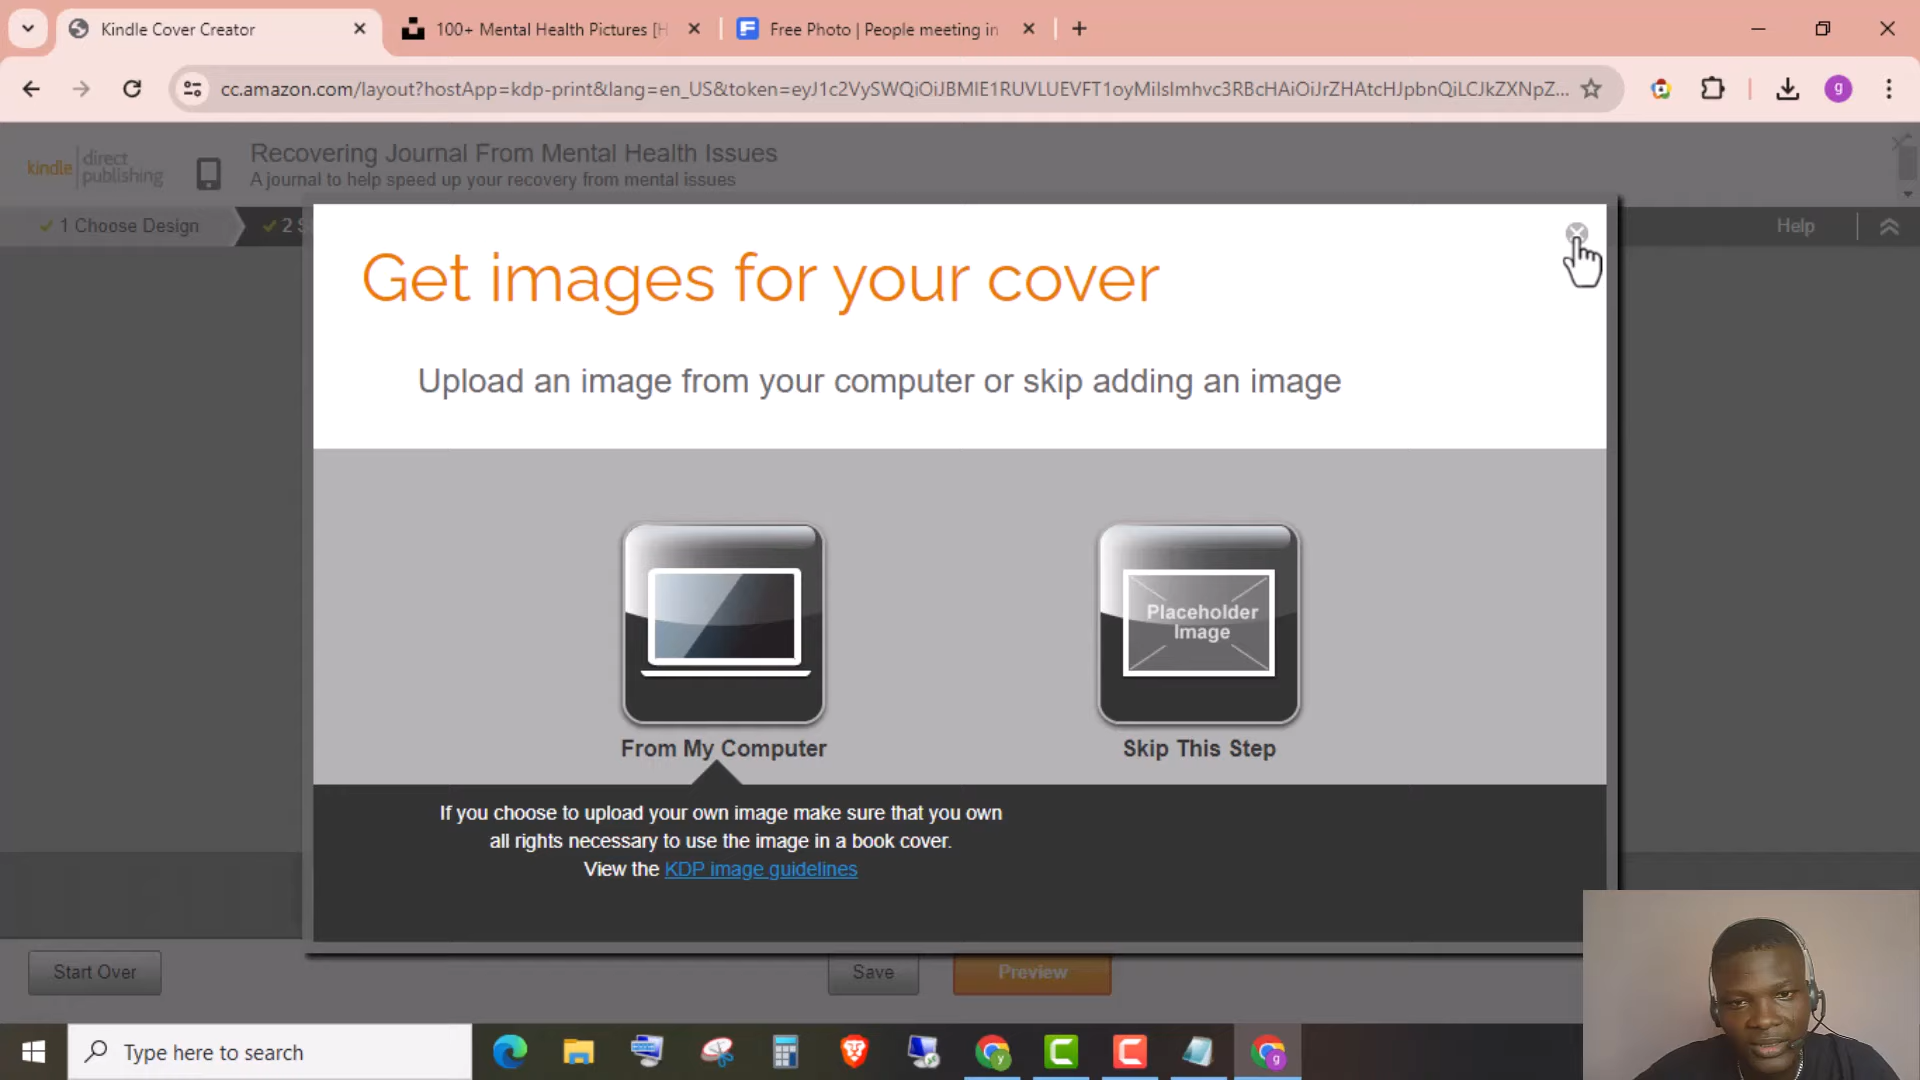 Kindle Cover Creator
100+ Mental Health Pictures [H
Free Photo | People meeting in
cc.amazon.com/layout?hostApp=kdp-print&lang=en_US&token=eyJ1c2VySWQiOiJBMlE1RUVLUEVFT1oyMiIsImhvc3RBcHAiOiJrZHAtcHJpbnQiLCJkZXNpZ...
g
kindle direct publishing
Recovering Journal From Mental Health Issues
A journal to help speed up your recovery from mental issues
1 Choose Design
2 S
Help
Get images for your cover
Upload an image from your computer or skip adding an image
Placeholder
Image
From My Computer
Skip This Step
If you choose to upload your own image make sure that you own
all rights necessary to use the image in a book cover.
View the KDP image guidelines
Start Over
Save
Preview
Type here to search
y
g